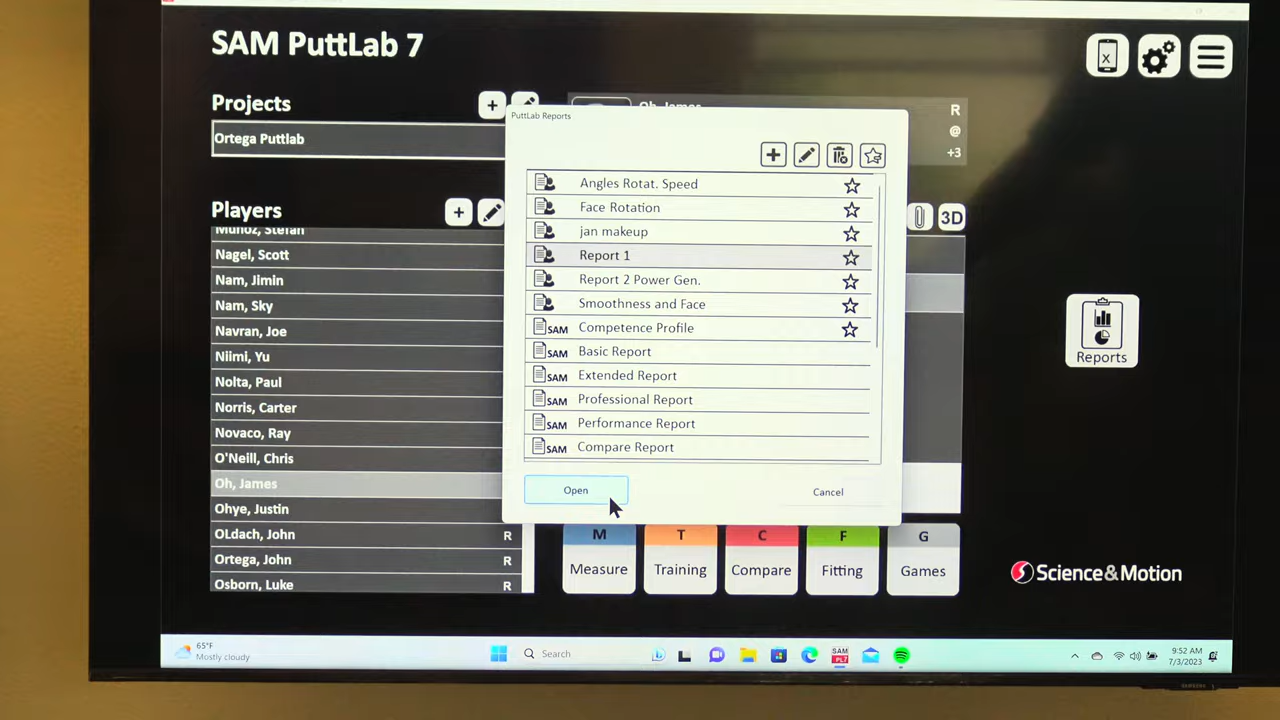 SAM PuttLab 7
Projects
Ortega Puttlab
R
@
+3
Players
Nagel, Scott
Nam, Jimin
Nam, Sky
Navran, Joe
Niimi, Yu
Nolta, Paul
Norris, Carter
Novaco, Ray
O'Neill, Chris
Oh, James
Ohye, Justin
OLdach, John R
Ortega, John R
Osborn, Luke R
Oh, James
PuttLab Reports
Angles Rotat. Speed
Face Rotation
jan makeup
Report 1
Report 2 Power Gen.
Smoothness and Face
SAM Competence Profile
SAM Basic Report
SAM Extended Report
SAM Professional Report
SAM Performance Report
SAM Compare Report
Open
Cancel
3D
Reports
M
Measure
T
Training
C
Compare
F
Fitting
G
Games
Science&Motion
65°F
Mostly cloudy
Search
SAM
PL7
9:52 AM
7/3/2023
SAMSUNG